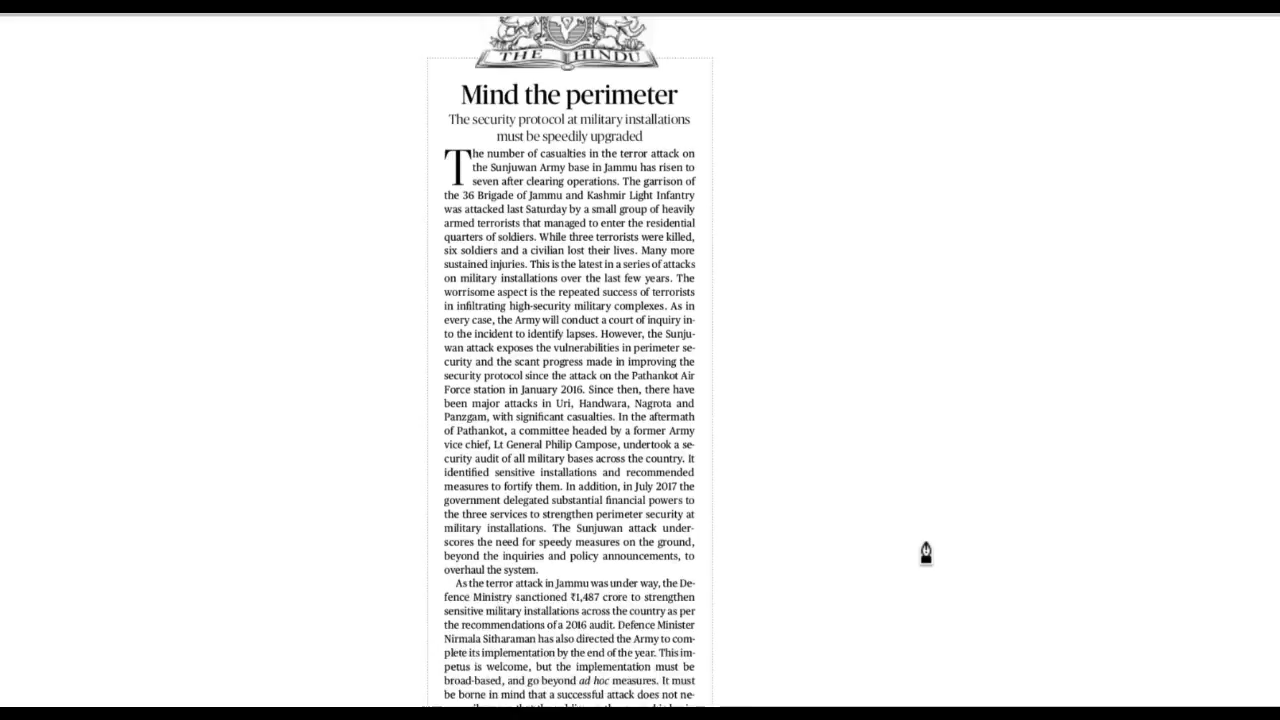 THE HINDU
Mind the perimeter
The security protocol at military installations
must be speedily upgraded
The number of casualties in the terror attack on
the Sunjuwan Army base in Jammu has risen to
seven after clearing operations. The garrison of
the 36 Brigade of Jammu and Kashmir Light Infantry
was attacked last Saturday by a small group of heavily
armed terrorists that managed to enter the residential
quarters of soldiers. While three terrorists were killed,
six soldiers and a civilian lost their lives. Many more
sustained injuries. This is the latest in a series of attacks
on military installations over the last few years. The
worrisome aspect is the repeated success of terrorists
in infiltrating high-security military complexes. As in
every case, the Army will conduct a court of inquiry in-
to the incident to identify lapses. However, the Sunju-
wan attack exposes the vulnerabilities in perimeter se-
curity and the scant progress made in improving the
security protocol since the attack on the Pathankot Air
Force station in January 2016. Since then, there have
been major attacks in Uri, Handwara, Nagrota and
Panzgam, with significant casualties. In the aftermath
of Pathankot, a committee headed by a former Army
vice chief, Lt General Philip Campose, undertook a se-
curity audit of all military bases across the country. It
identified sensitive installations and recommended
measures to fortify them. In addition, in July 2017 the
government delegated substantial financial powers to
the three services to strengthen perimeter security at
military installations. The Sunjuwan attack under-
scores the need for speedy measures on the ground,
beyond the inquiries and policy announcements, to
overhaul the system.
As the terror attack in Jammu was under way, the De-
fence Ministry sanctioned ₹1,487 crore to strengthen
sensitive military installations across the country as per
the recommendations of a 2016 audit. Defence Minister
Nirmala Sitharaman has also directed the Army to com-
plete its implementation by the end of the year. This im-
petus is welcome, but the implementation must be
broad-based, and go beyond ad hoc measures. It must
be borne in mind that a successful attack does not ne-